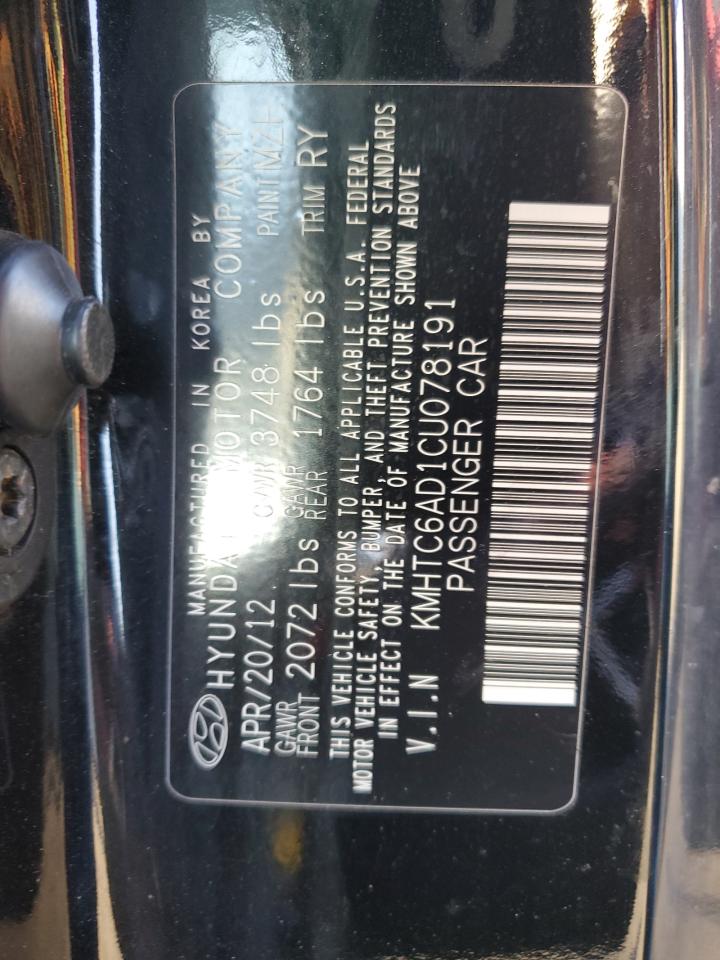 MANUFACTURED IN KOREA BY
HYUNDAI MOTOR COMPANY
APR/20/12 GVWR 3748 lbs PAINT
GAWR FRONT 2072 lbs GAWR REAR 1764 lbs TRIM RY
THIS VEHICLE CONFORMS TO ALL APPLICABLE U.S.A. FEDERAL
MOTOR VEHICLE SAFETY, BUMPER, AND THEFT PREVENTION STANDARDS
IN EFFECT ON THE DATE OF MANUFACTURE SHOWN ABOVE
V.I.N KMHTC6AD1CU078191
PASSENGER CAR